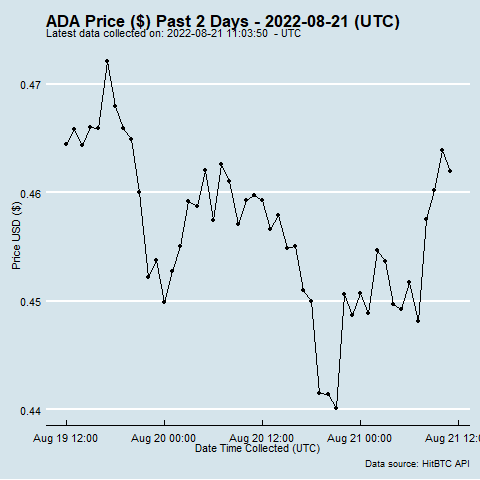 ADA Price ($) Past 2 Days - 2022-08-21 (UTC)
Latest data collected on: 2022-08-21 11:03:50  - UTC
0.47
0.46
0.45
0.44
Price USD ($)
Aug 19 12:00
Aug 20 00:00
Aug 20 12:00
Aug 21 00:00
Aug 21 12:0
Date Time Collected (UTC)
Data source: HitBTC API